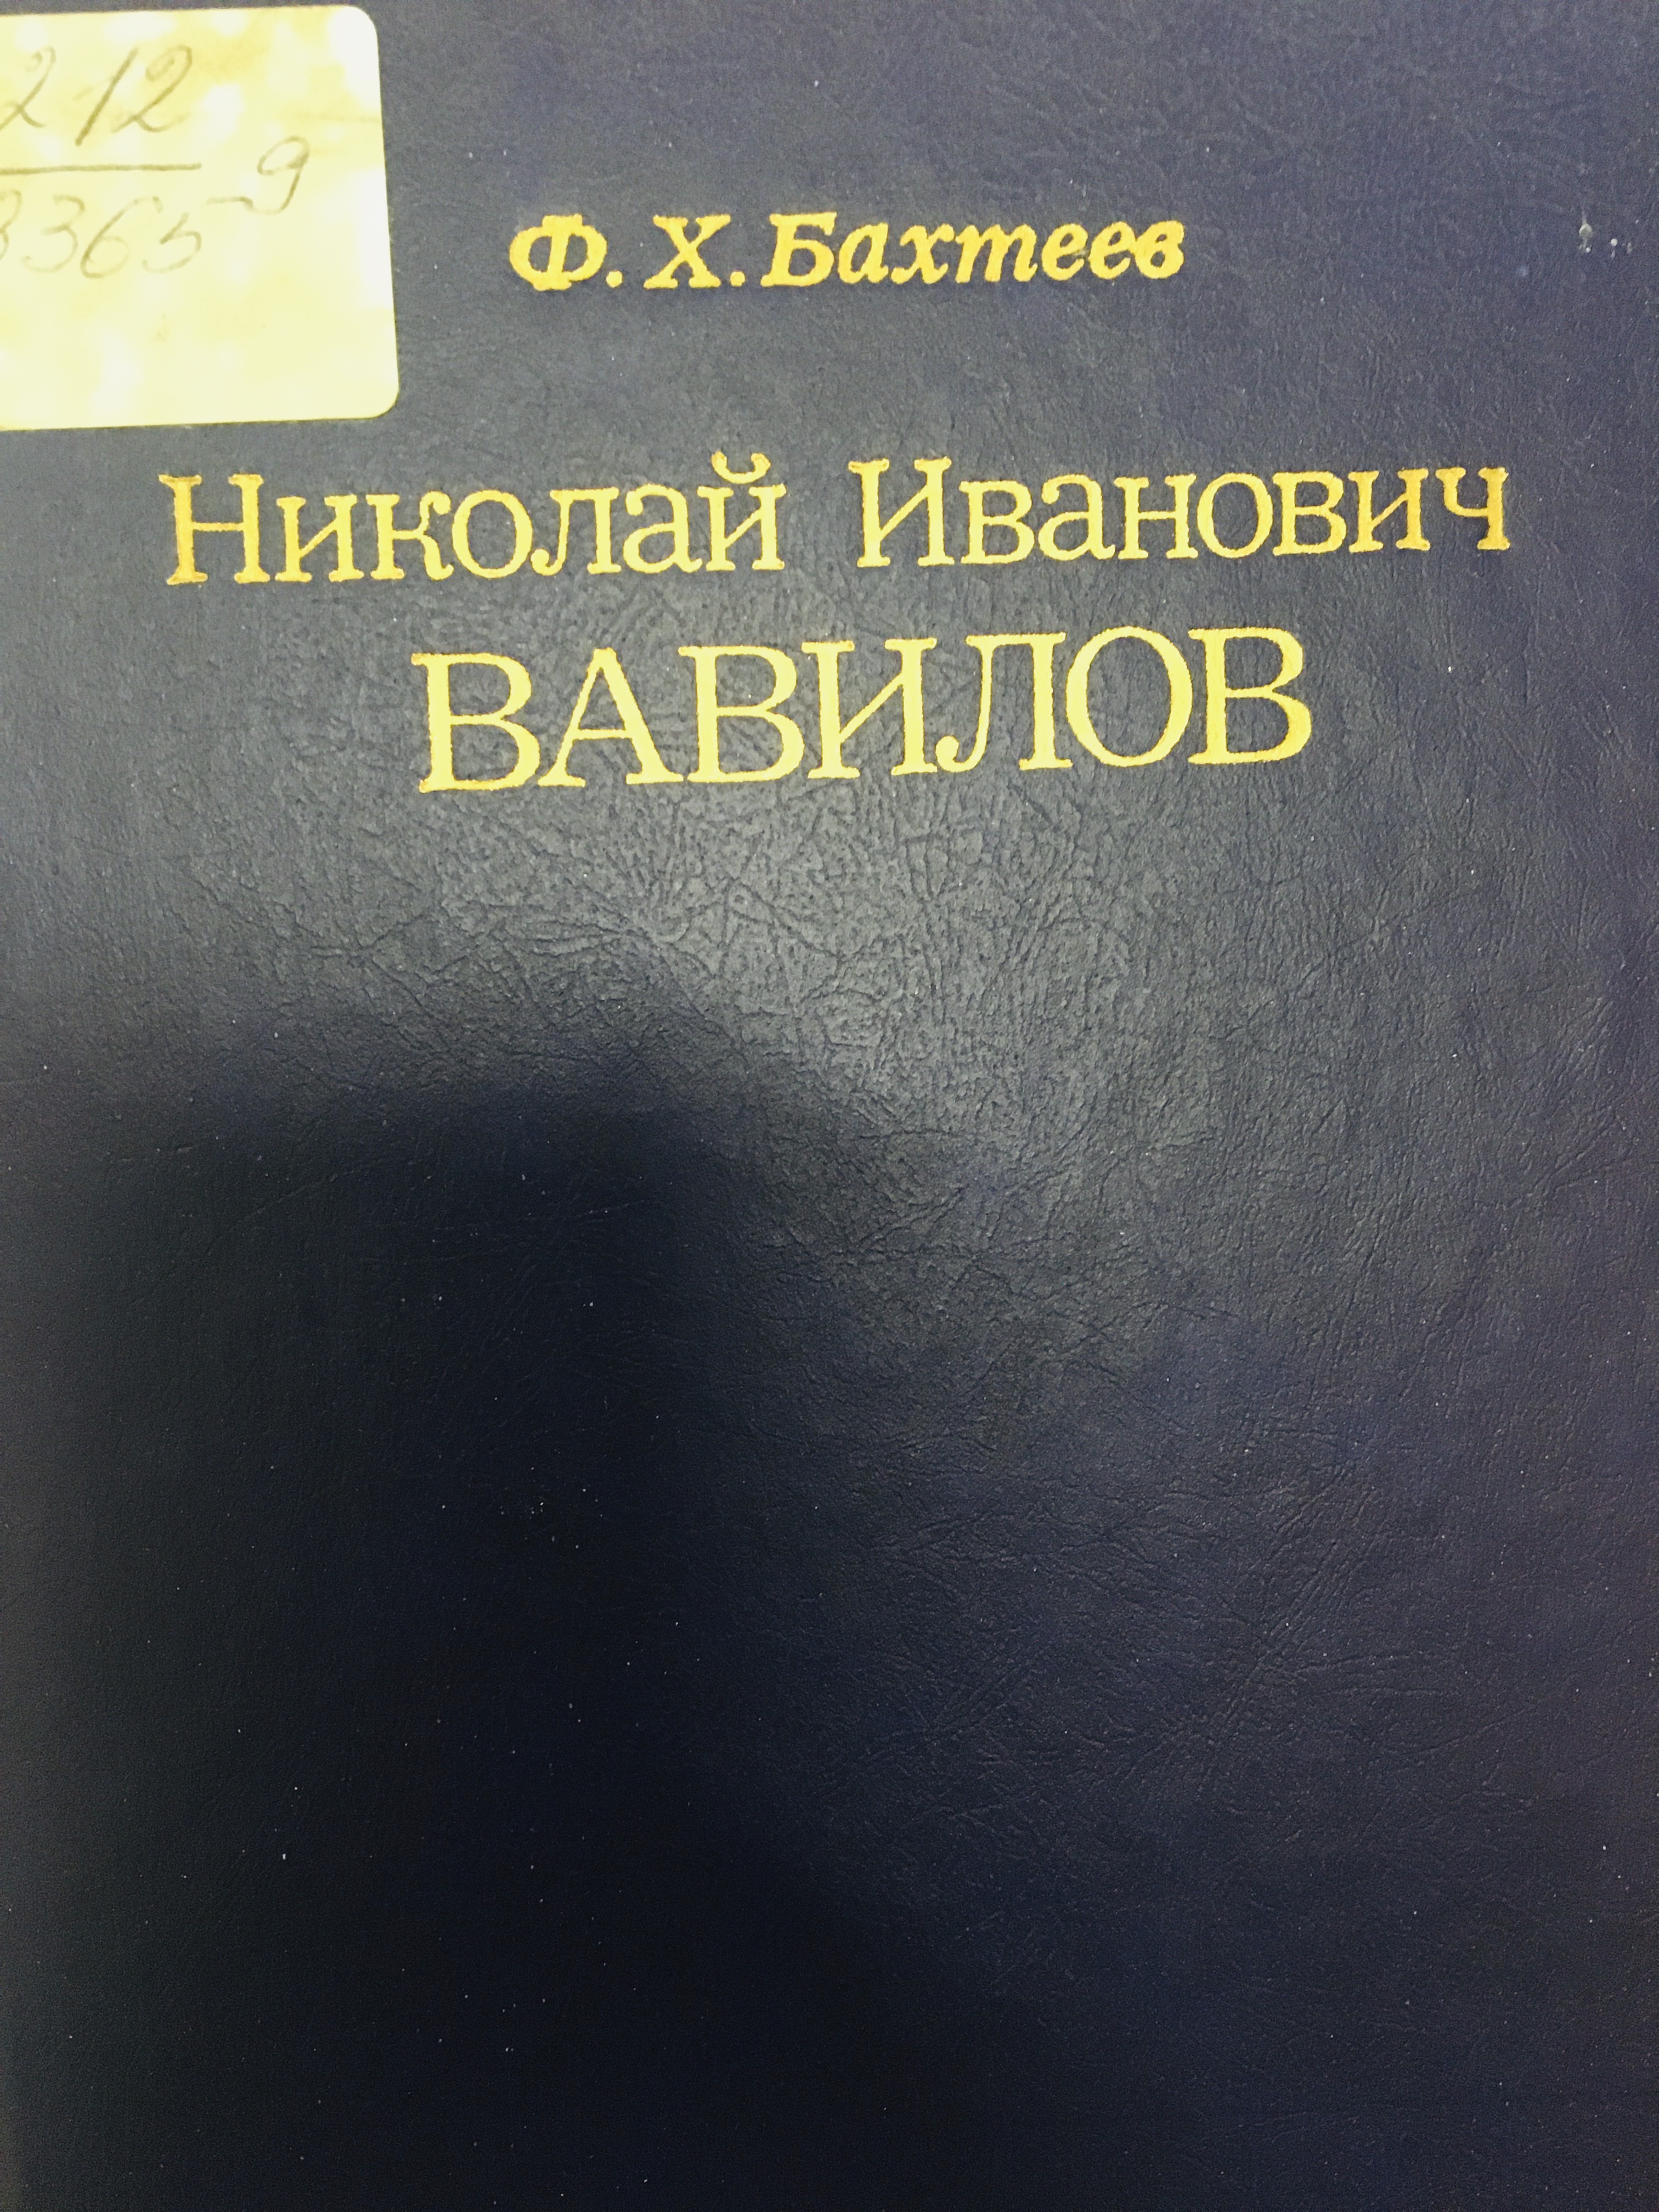 212
9
3365
Ф. Х. Бахтеев
Николай Иванович
ВАВИЛОВ